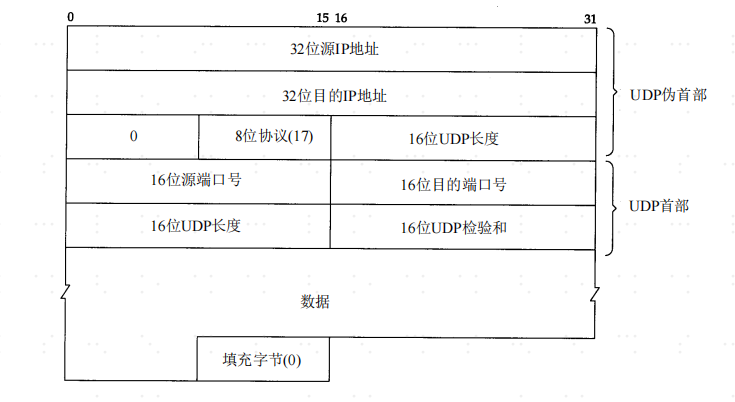 0 15 16 31
32位源IP地址
32位目的IP地址
UDP伪首部
0 8位协议(17) 16位UDP长度
16位源端口号 16位目的端口号
UDP首部
16位UDP长度 16位UDP检验和
数据
填充字节(0)